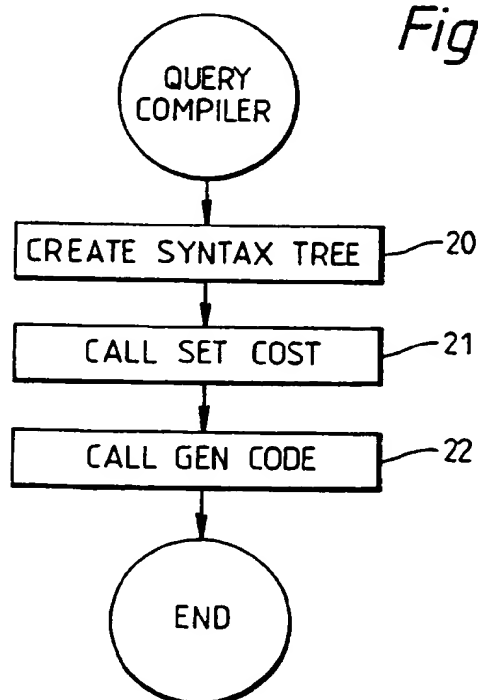 Fig
QUERY
COMPILER
CREATE SYNTAX TREE
20
CALL SET COST
21
CALL GEN CODE
22
END